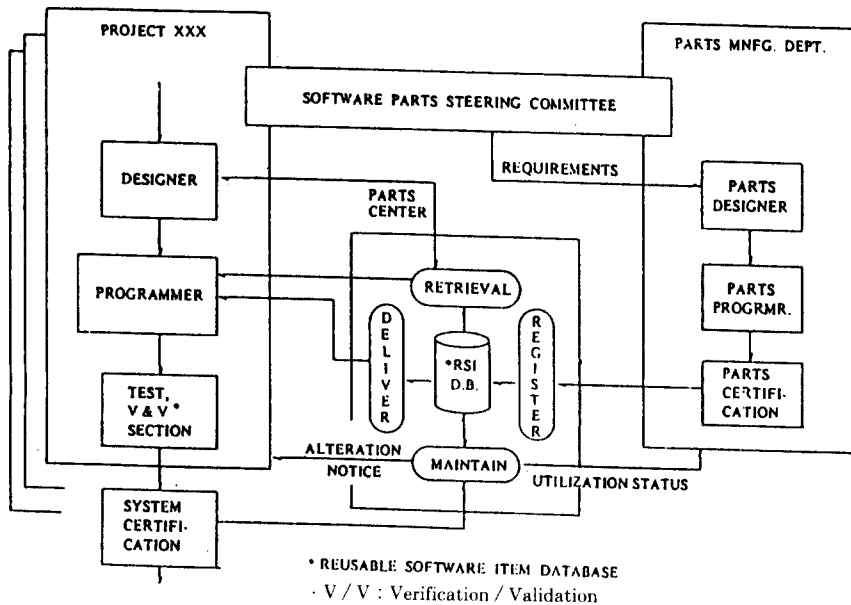 PROJECT XXX
PARTS MNFG. DEPT.
SOFTWARE PARTS STEERING COMMITTEE
DESIGNER
PARTS
CENTER
REQUIREMENTS
PARTS
DESIGNER
PROGRAMMER
RETRIEVAL
PARTS
PROGRMR.
DELIVER
*RSI
D.B.
REGISTER
PARTS
CERTIFI-
CATION
TEST,
V & V *
SECTION
ALTERATION
NOTICE
MAINTAIN
UTILIZATION STATUS
SYSTEM
CERTIFI-
CATION
* REUSABLE SOFTWARE ITEM DATABASE
· V / V : Verification / Validation